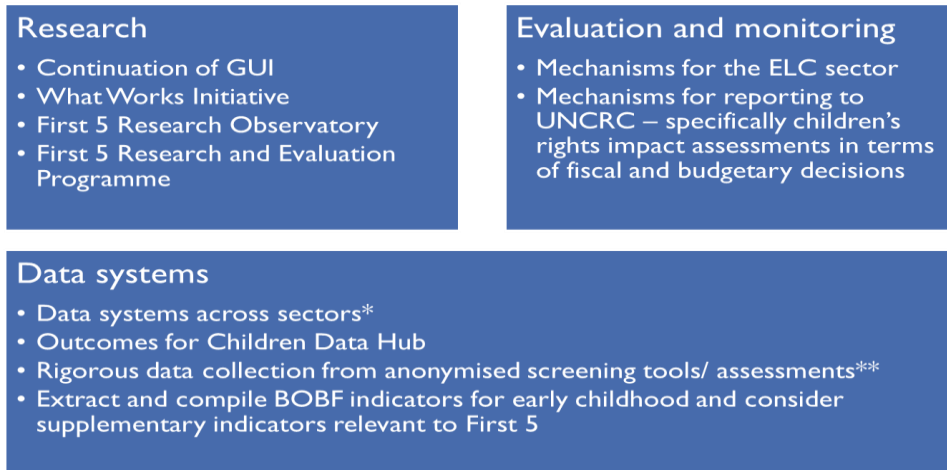 Research
• Continuation of GUI
• What Works Initiative
• First 5 Research Observatory
• First 5 Research and Evaluation
Programme
Evaluation and monitoring
• Mechanisms for the ELC sector
• Mechanisms for reporting to
UNCRC – specifically children's
rights impact assessments in terms
of fiscal and budgetary decisions
Data systems
• Data systems across sectors*
• Outcomes for Children Data Hub
• Rigorous data collection from anonymised screening tools/ assessments**
• Extract and compile BOBF indicators for early childhood and consider
supplementary indicators relevant to First 5